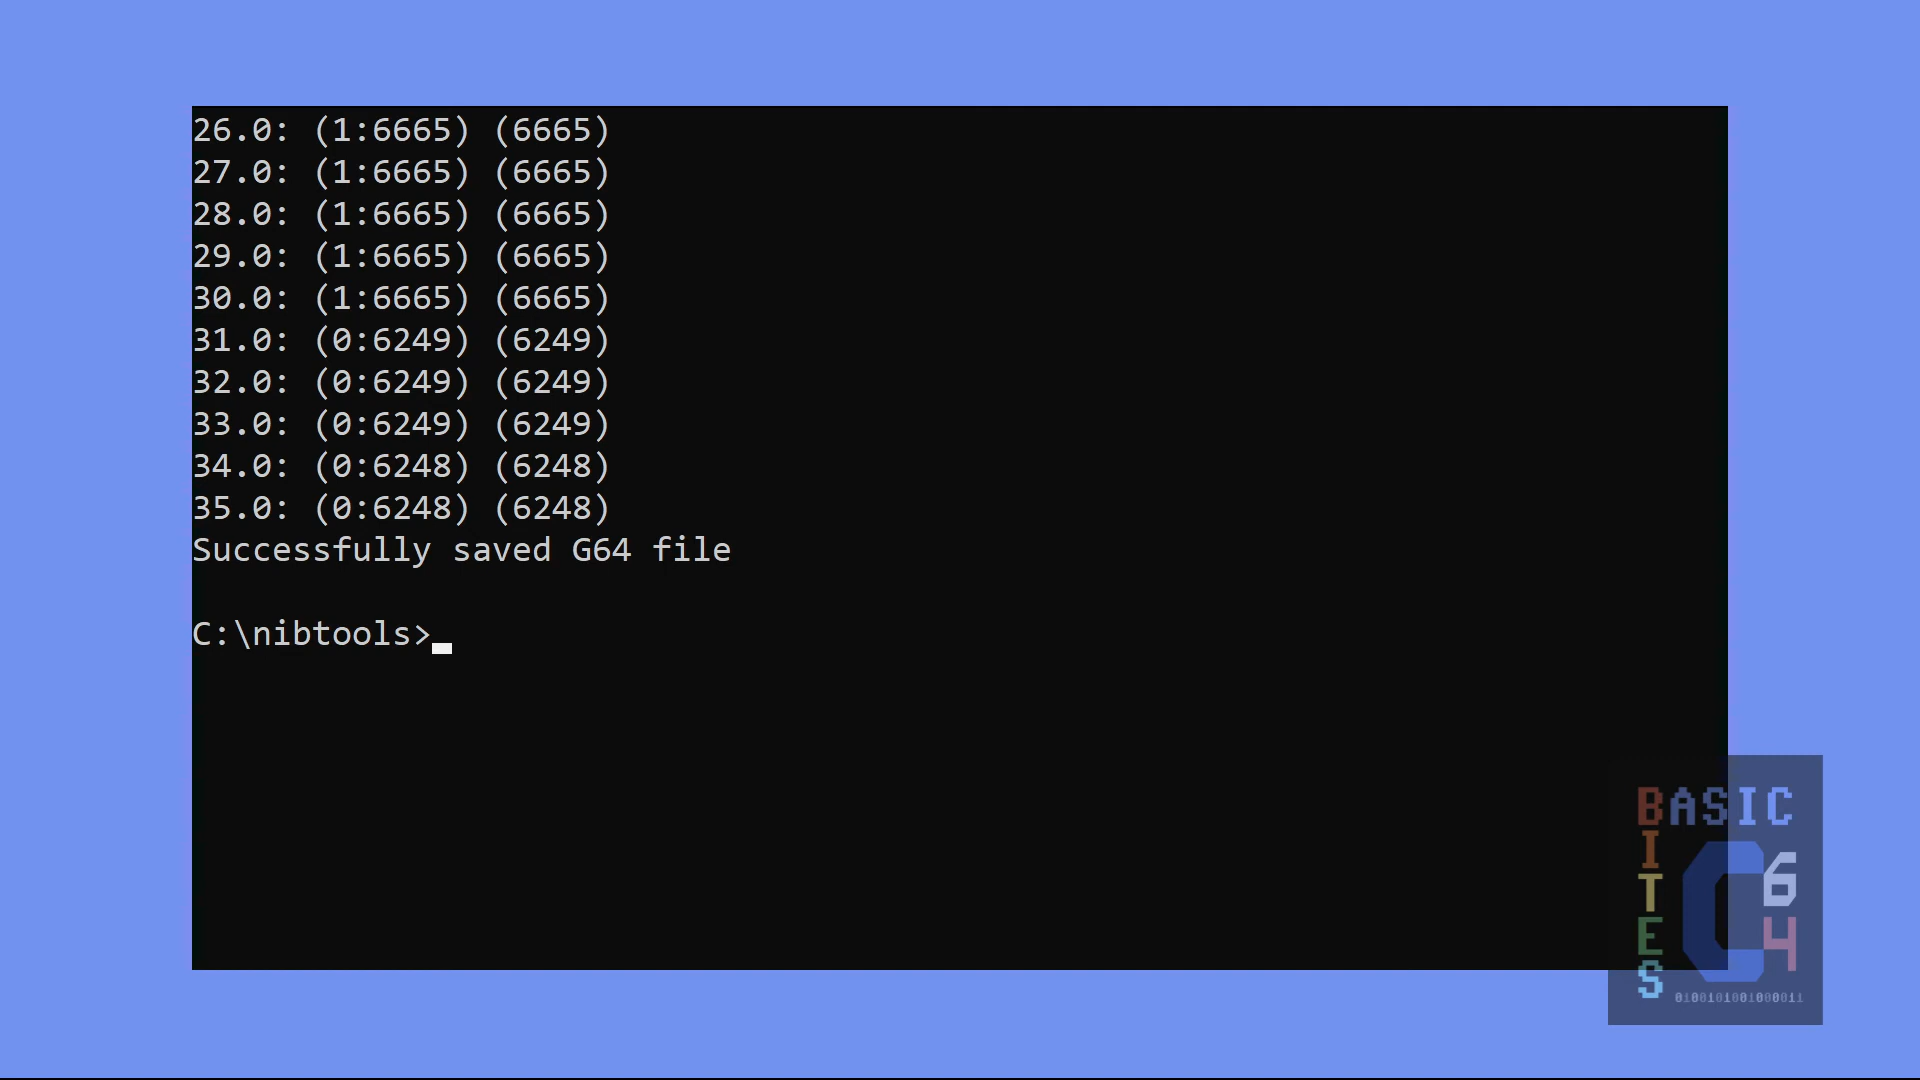 26.0: (1:6665) (6665)
27.0: (1:6665) (6665)
28.0: (1:6665) (6665)
29.0: (1:6665) (6665)
30.0: (1:6665) (6665)
31.0: (0:6249) (6249)
32.0: (0:6249) (6249)
33.0: (0:6249) (6249)
34.0: (0:6248) (6248)
35.0: (0:6248) (6248)
Successfully saved G64 file
C:\nibtools>_
BASIC
BITES
C64
0100101001000011